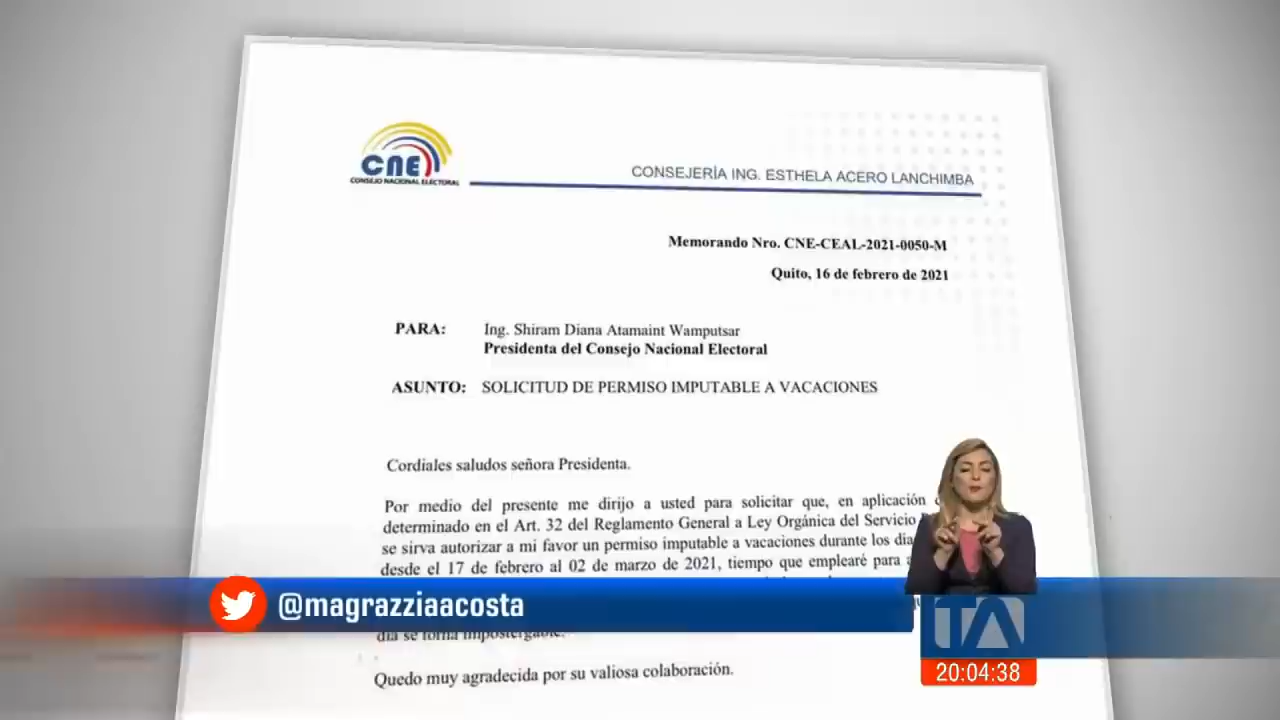 CNE
CONSEJO NACIONAL ELECTORAL
CONSEJERÍA ING. ESTHELA ACERO LANCHIMBA
Memorando Nro. CNE-CEAL-2021-0050-M
Quito, 16 de febrero de 2021
PARA: Ing. Shiram Diana Atamaint Wamputsar
Presidenta del Consejo Nacional Electoral
ASUNTO: SOLICITUD DE PERMISO IMPUTABLE A VACACIONES
Cordiales saludos señora Presidenta.
Por medio del presente me dirijo a usted para solicitar que, en aplicación
determinado en el Art. 32 del Reglamento General a Ley Orgánica del Servicio
se sirva autorizar a mi favor un permiso imputable a vacaciones durante los día
desde el 17 de febrero al 02 de marzo de 2021, tiempo que emplearé para
@magrazziaacosta
día se torna impostergable.
Quedo muy agradecida por su valiosa colaboración.
TA
20:04:38